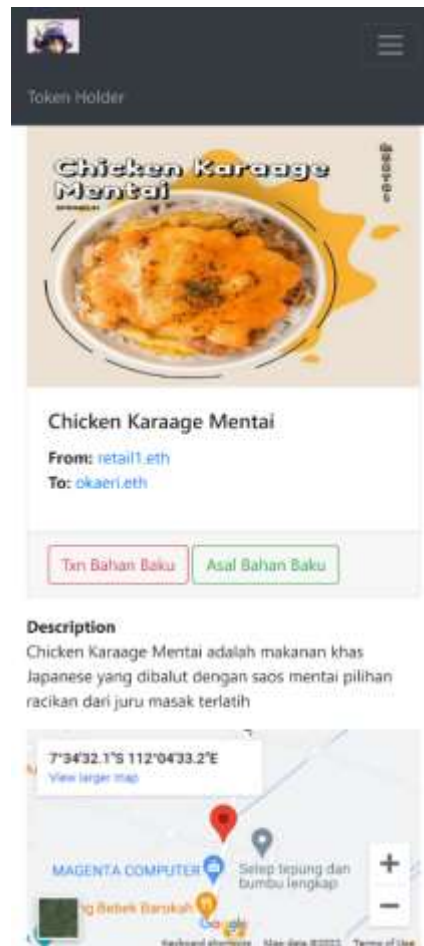 Token Holder
Chicken Karaage
Mentai
Chicken Karaage Mentai
From: retail1.eth
To: okaeri.eth
Txn Bahan Baku
Asal Bahan Baku
Description
Chicken Karaage Mentai adalah makanan khas
Japanese yang dibalut dengan saos mentai pilihan
racikan dari juru masak terlatih
7°34'32.1"S 112°04'33.2"E
View larger map
MAGENTA COMPUTER
Selep tepung dan
bumbu lengkap
ng Bebek Barokah
Google
Keyboard shortcuts
Map data ©2022
Terms of Use